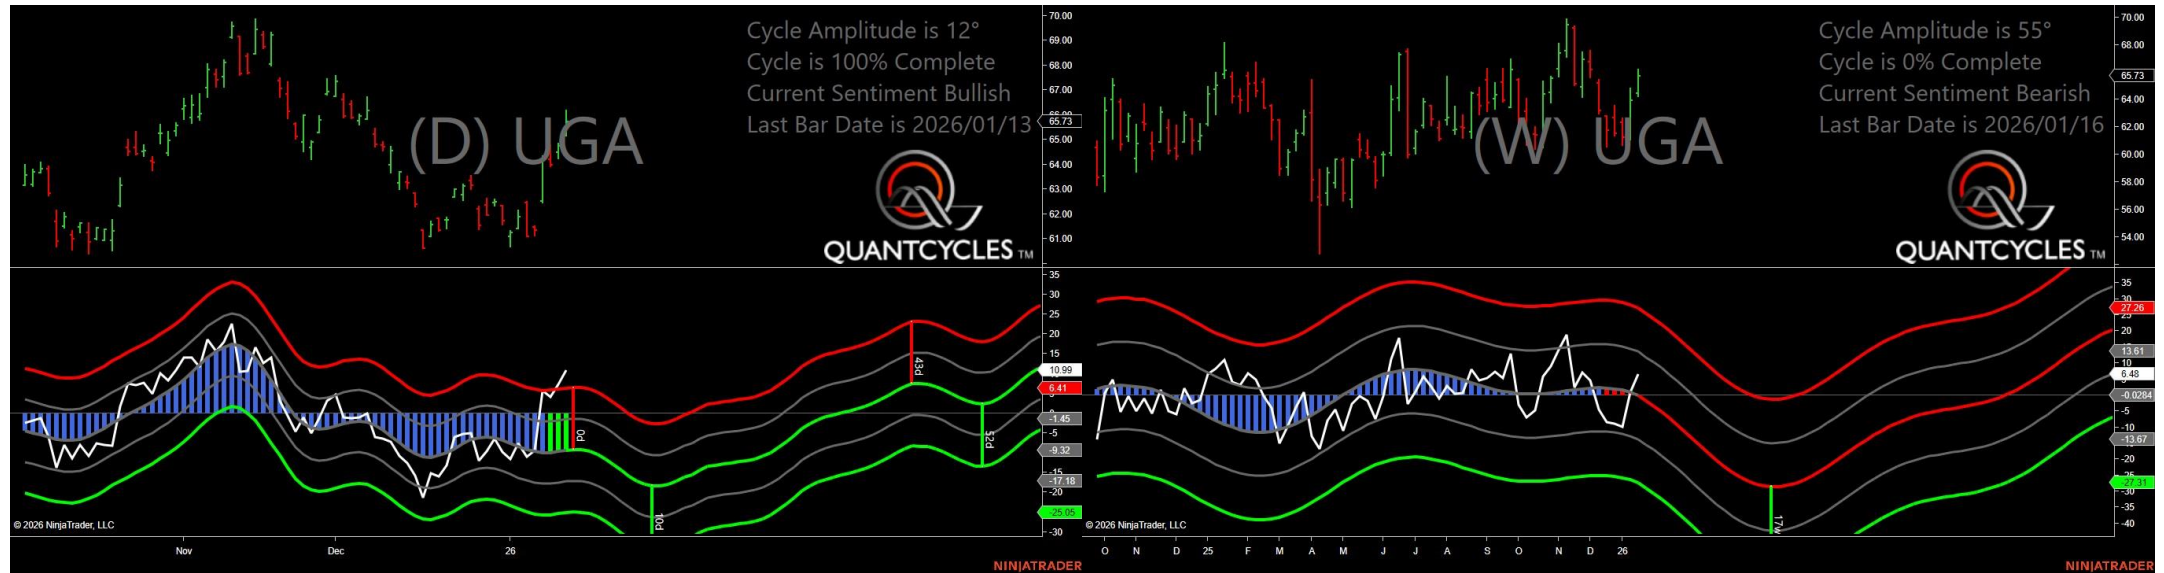 Cycle Amplitude is 12°
Cycle is 100% Complete
Current Sentiment Bullish
Last Bar Date is 2026/01/13
(D) UGA
QUANTCYCLES TM
70.00
69.00
68.00
67.00
65.73
65.00
64.00
63.00
62.00
61.00
35
30
25
20
15
10.99
6.41
-1.45
-5
-9.32
-15
-17.18
-20
-25.05
-30
0d
10d
43d
52d
© 2026 NinjaTrader, LLC
Nov
Dec
26
NINJATRADER
Cycle Amplitude is 55°
Cycle is 0% Complete
Current Sentiment Bearish
Last Bar Date is 2026/01/16
(W) UGA
QUANTCYCLES TM
70.00
68.00
65.73
64.00
62.00
60.00
58.00
56.00
54.00
35
30
27.26
25
20
13.61
6.48
-0.0284
-5
-10
-13.67
-20
-27.31
-30
-35
-40
17w
© 2026 NinjaTrader, LLC
O N D 25 F M A M J J A S O N D 26
NINJATRADER